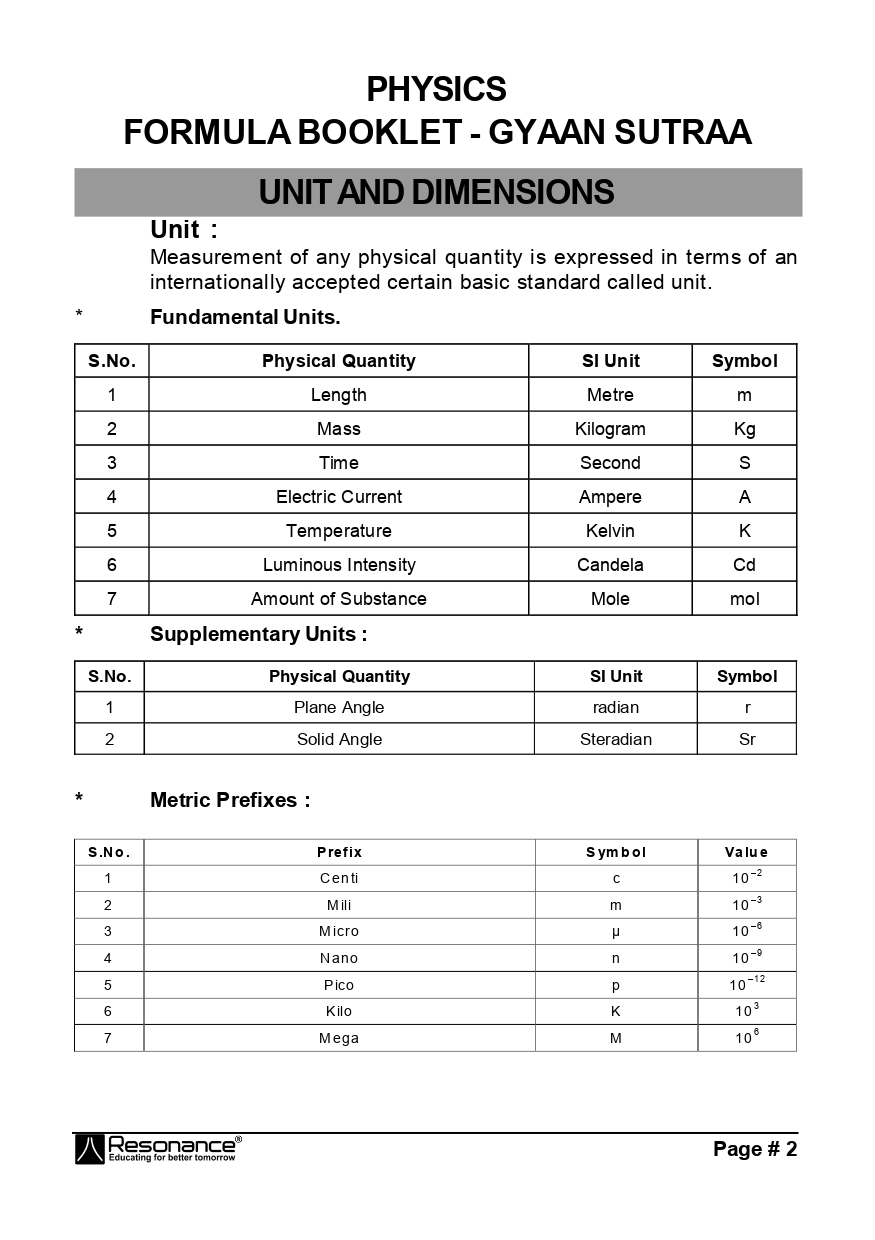 PHYSICS
FORMULA BOOKLET - GYAAN SUTRAA
UNIT AND DIMENSIONS
Unit :
Measurement of any physical quantity is expressed in terms of an
internationally accepted certain basic standard called unit.
* Fundamental Units.
S.No. Physical Quantity SI Unit Symbol
1 Length Metre m
2 Mass Kilogram Kg
3 Time Second S
4 Electric Current Ampere A
5 Temperature Kelvin K
6 Luminous Intensity Candela Cd
7 Amount of Substance Mole mol
* Supplementary Units :
S.No. Physical Quantity SI Unit Symbol
1 Plane Angle radian r
2 Solid Angle Steradian Sr
* Metric Prefixes :
S.No. Prefix Symbol Value
1 Centi c 10⁻²
2 Mili m 10⁻³
3 Micro µ 10⁻⁶
4 Nano n 10⁻⁹
5 Pico p 10⁻¹²
6 Kilo K 10³
7 Mega M 10⁶
Resonance®
Educating for better tomorrow
Page # 2